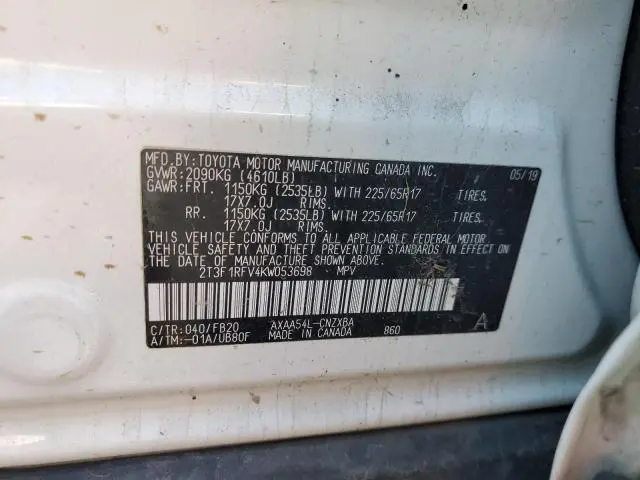 MFD.BY:TOYOTA MOTOR MANUFACTURING CANADA INC. 05/19
GVWR:2090KG (4610LB)
GAWR:FRT. 1150KG (2535LB) WITH 225/65R17 TIRES.
17X7.0J RIMS.
RR. 1150KG (2535LB) WITH 225/65R17 TIRES.
17X7.0J RIMS.
THIS VEHICLE CONFORMS TO ALL APPLICABLE FEDERAL MOTOR
VEHICLE SAFETY AND THEFT PREVENTION STANDARDS IN EFFECT ON
THE DATE OF MANUFACTURE SHOWN ABOVE.
2T3F1RFV4KW053698 MPV
C/TR:040/FB20 AXAA54L-CNZXBA 860 A
A/TM:-01A/UB80F MADE IN CANADA